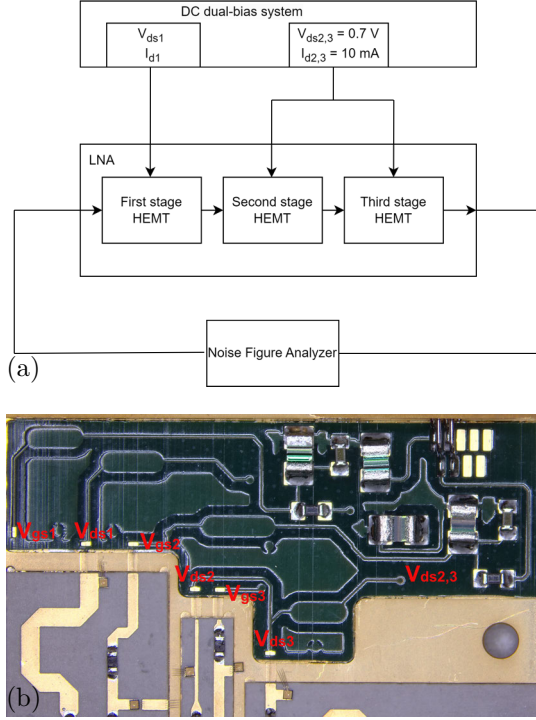 DC dual-bias system
Vds1
Id1
Vds2,3 = 0.7 V
Id2,3 = 10 mA
LNA
First stage
HEMT
Second stage
HEMT
Third stage
HEMT
Noise Figure Analyzer
(a)
Vgs1
Vds1
Vgs2
Vds2
Vgs3
Vds2,3
Vds3
(b)